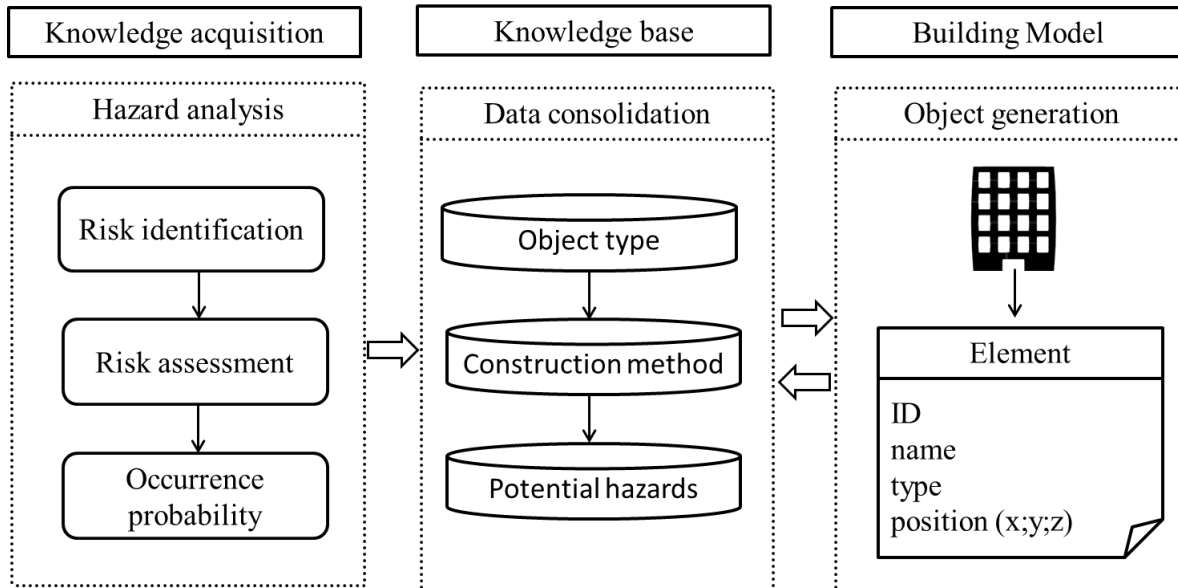 Knowledge acquisition
Knowledge base
Building Model
Hazard analysis
Data consolidation
Object generation
Risk identification
Risk assessment
Occurrence
probability
Object type
Construction method
Potential hazards
Element
ID
name
type
position (x;y;z)